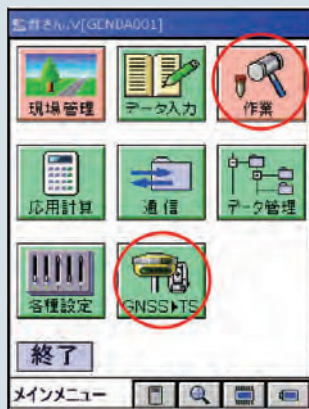 監督さん.V[GENBA001]
現場管理
データ入力
作業
応用計算
通信
データ管理
各種設定
GNSS▶TS
終了
メインメニュー